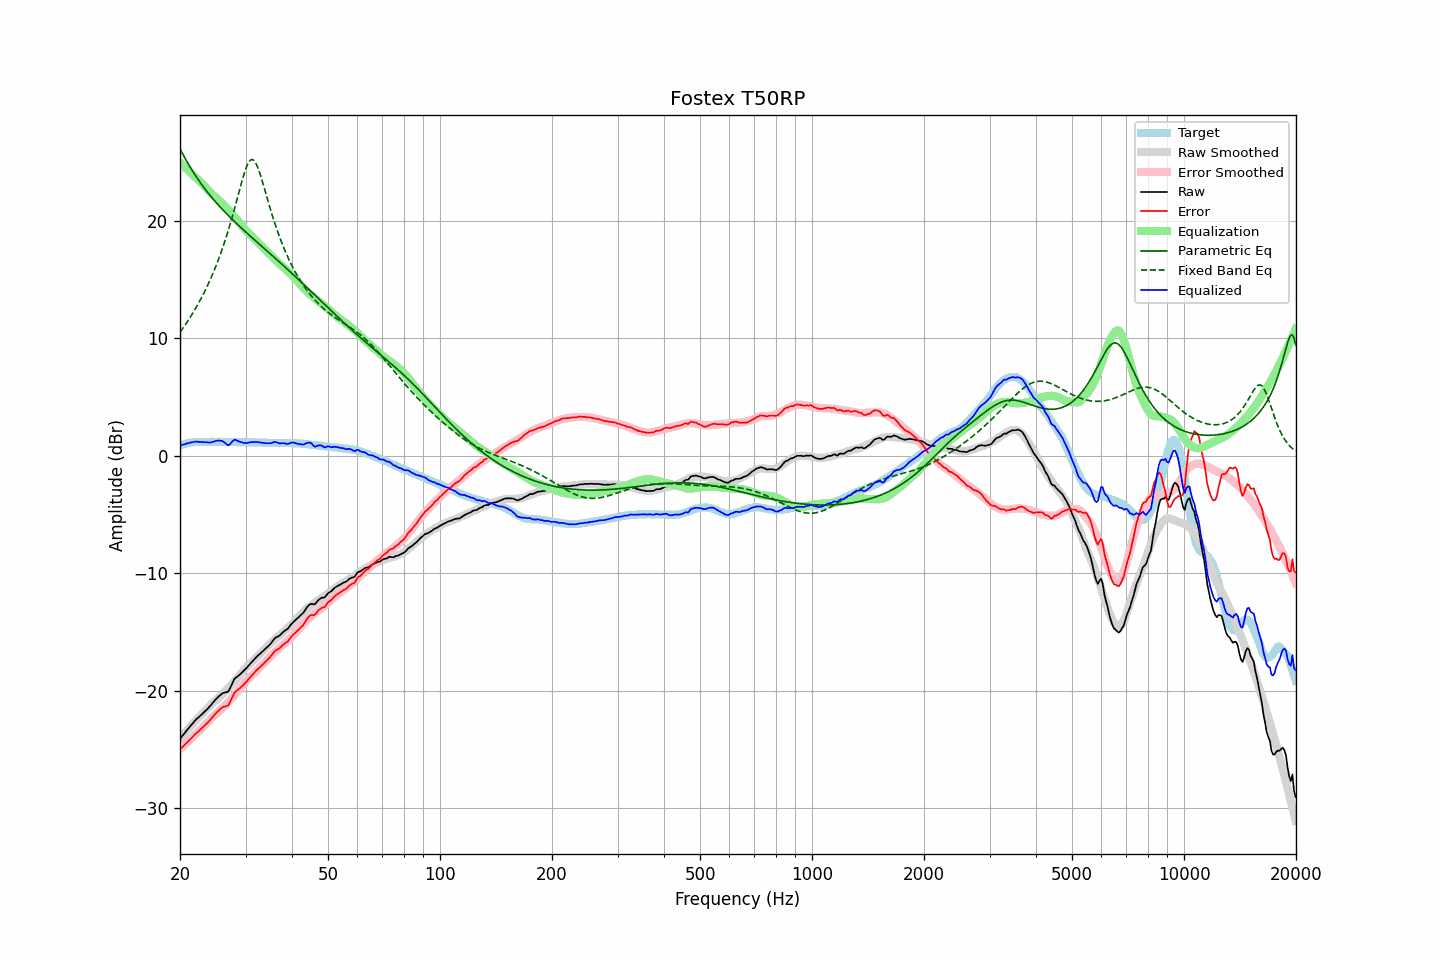 Fostex T50RP
Amplitude (dBr)
20
10
0
−10
−20
−30
20
50
100
200
500
1000
2000
5000
10000
20000
Frequency (Hz)
Target
Raw Smoothed
Error Smoothed
Raw
Error
Equalization
Parametric Eq
Fixed Band Eq
Equalized